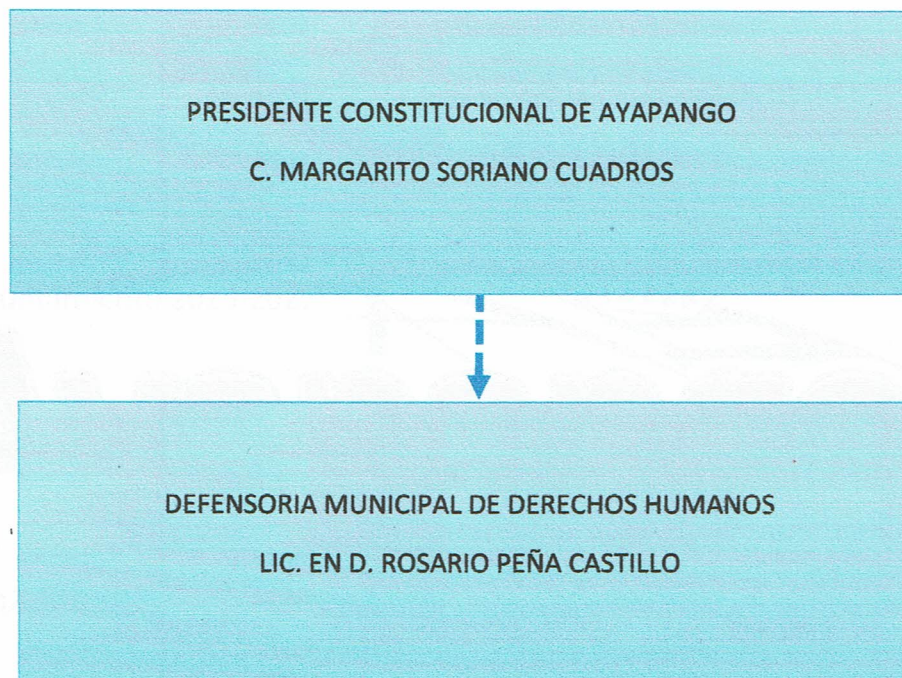 PRESIDENTE CONSTITUCIONAL DE AYAPANGO
C. MARGARITO SORIANO CUADROS
DEFENSORIA MUNICIPAL DE DERECHOS HUMANOS
LIC. EN D. ROSARIO PEÑA CASTILLO